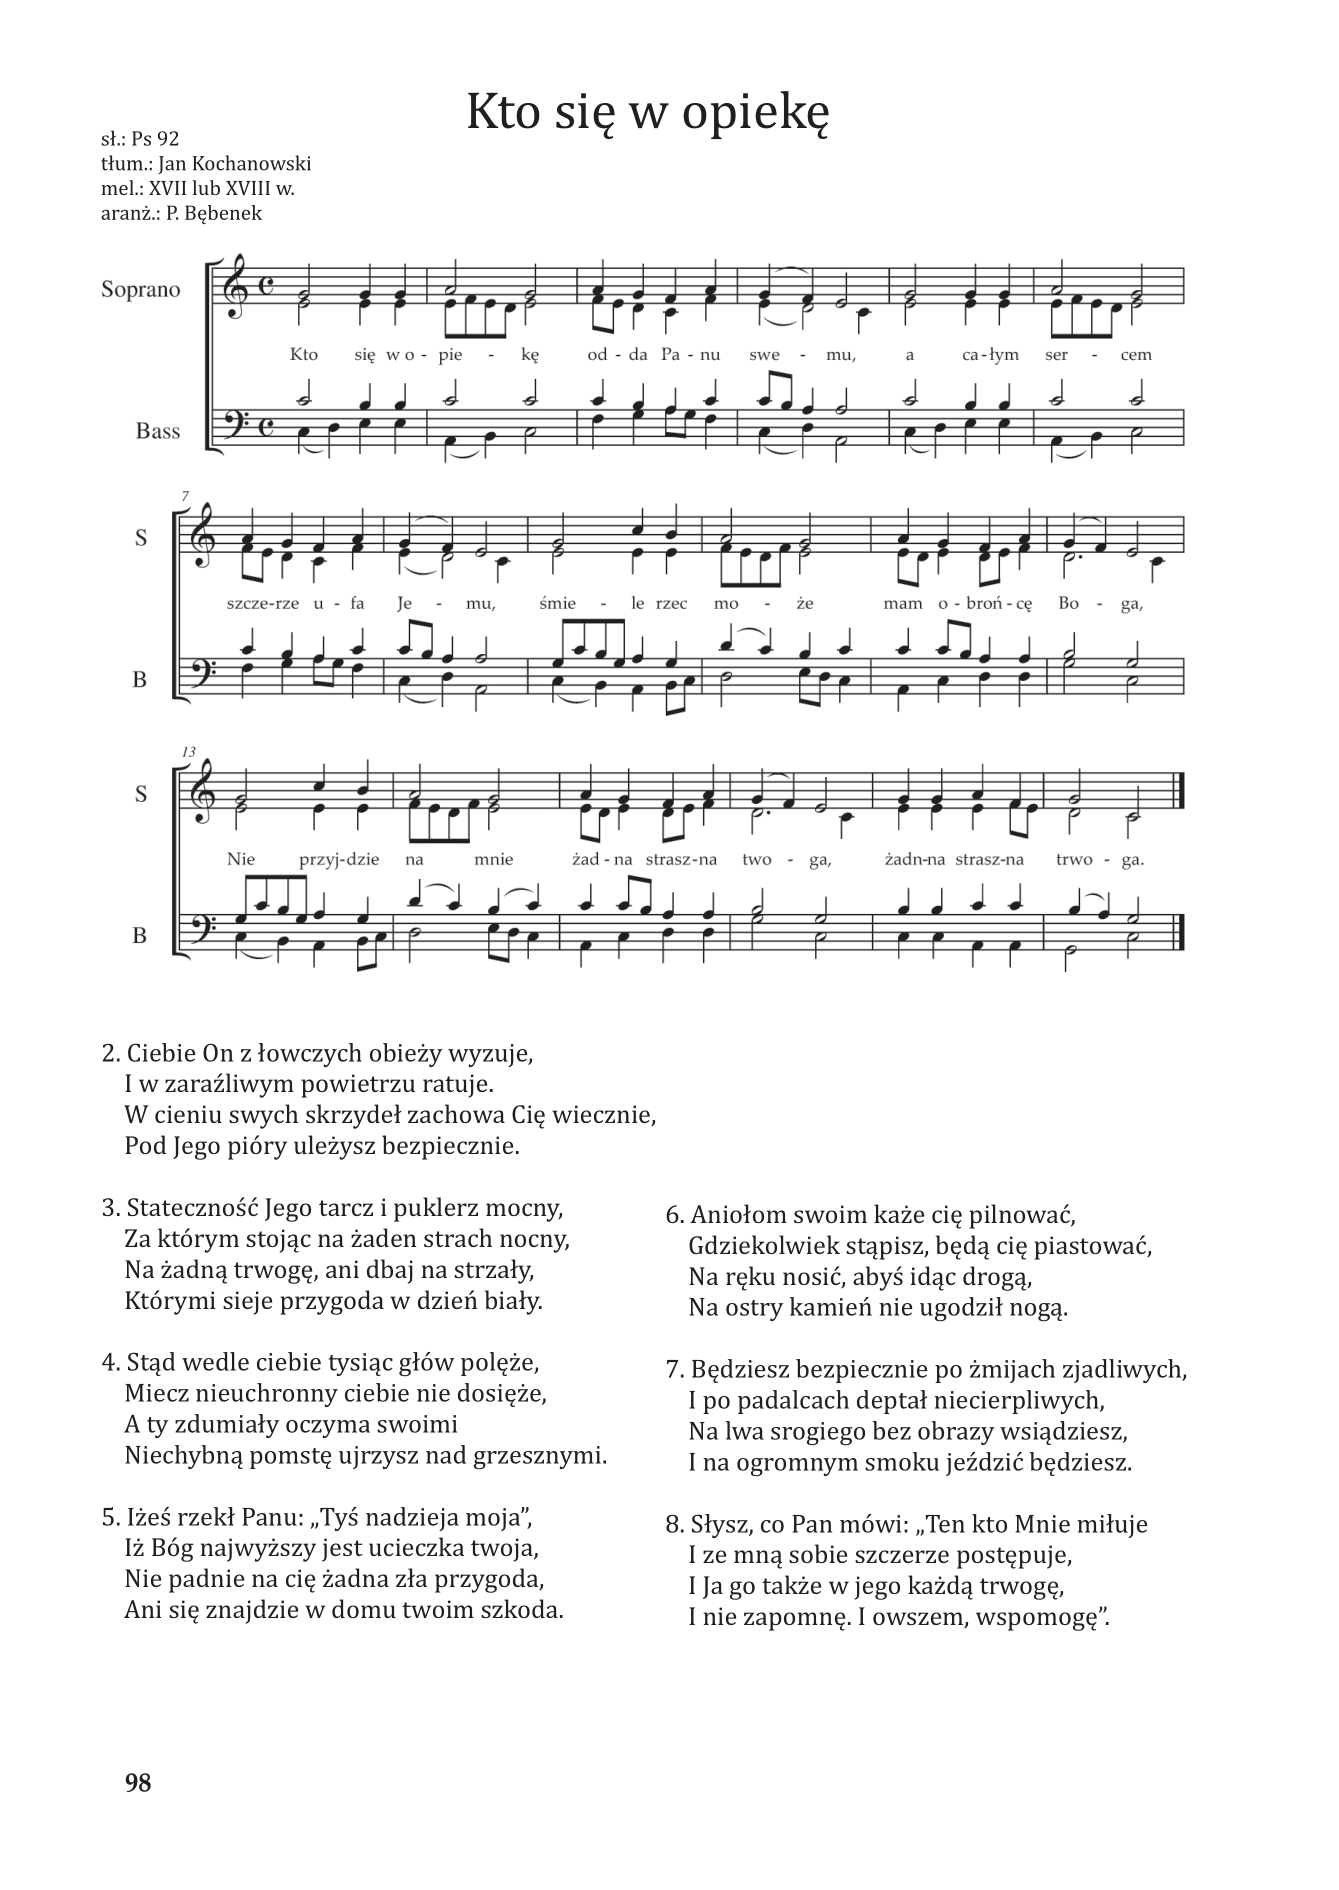 Kto się w opiekę
sł.: Ps 92
tłum.: Jan Kochanowski
mel.: XVII lub XVIII w.
aranż.: P. Bębenek
Soprano
Kto się w o - pie - kę od - da Pa - nu swe - mu, a ca - łym ser - cem
Bass
7
S
szcze - rze u - fa Je - mu, śmie - le rzec mo - że mam o - broń - cę Bo - ga,
B
13
S
Nie przyj - dzie na mnie żad - na strasz - na two - ga, żadn - na strasz - na trwo - ga.
B
2. Ciebie On z łowczych obieży wyzuje,
I w zaraźliwym powietrzu ratuje.
W cieniu swych skrzydeł zachowa Cię wiecznie,
Pod Jego pióry uleżysz bezpiecznie.
3. Stateczność Jego tarcz i puklerz mocny,
Za którym stojąc na żaden strach nocny,
Na żadną trwogę, ani dbaj na strzały,
Którymi sieje przygoda w dzień biały.
4. Stąd wedle ciebie tysiąc głów polęże,
Miecz nieuchronny ciebie nie dosięże,
A ty zdumiały oczyma swoimi
Niechybną pomstę ujrzysz nad grzesznymi.
5. Iżeś rzekł Panu: „Tyś nadzieja moja”,
Iż Bóg najwyższy jest ucieczka twoja,
Nie padnie na cię żadna zła przygoda,
Ani się znajdzie w domu twoim szkoda.
6. Aniołom swoim każe cię pilnować,
Gdziekolwiek stąpisz, będą cię piastować,
Na ręku nosić, abyś idąc drogą,
Na ostry kamień nie ugodził nogą.
7. Będziesz bezpiecznie po żmijach zjadliwych,
I po padalcach deptał niecierpliwych,
Na lwa srogiego bez obrazy wsiądziesz,
I na ogromnym smoku jeździć będziesz.
8. Słysz, co Pan mówi: „Ten kto Mnie miłuje
I ze mną sobie szczerze postępuje,
I Ja go także w jego każdą trwogę,
I nie zapomnę. I owszem, wspomogę”.
98